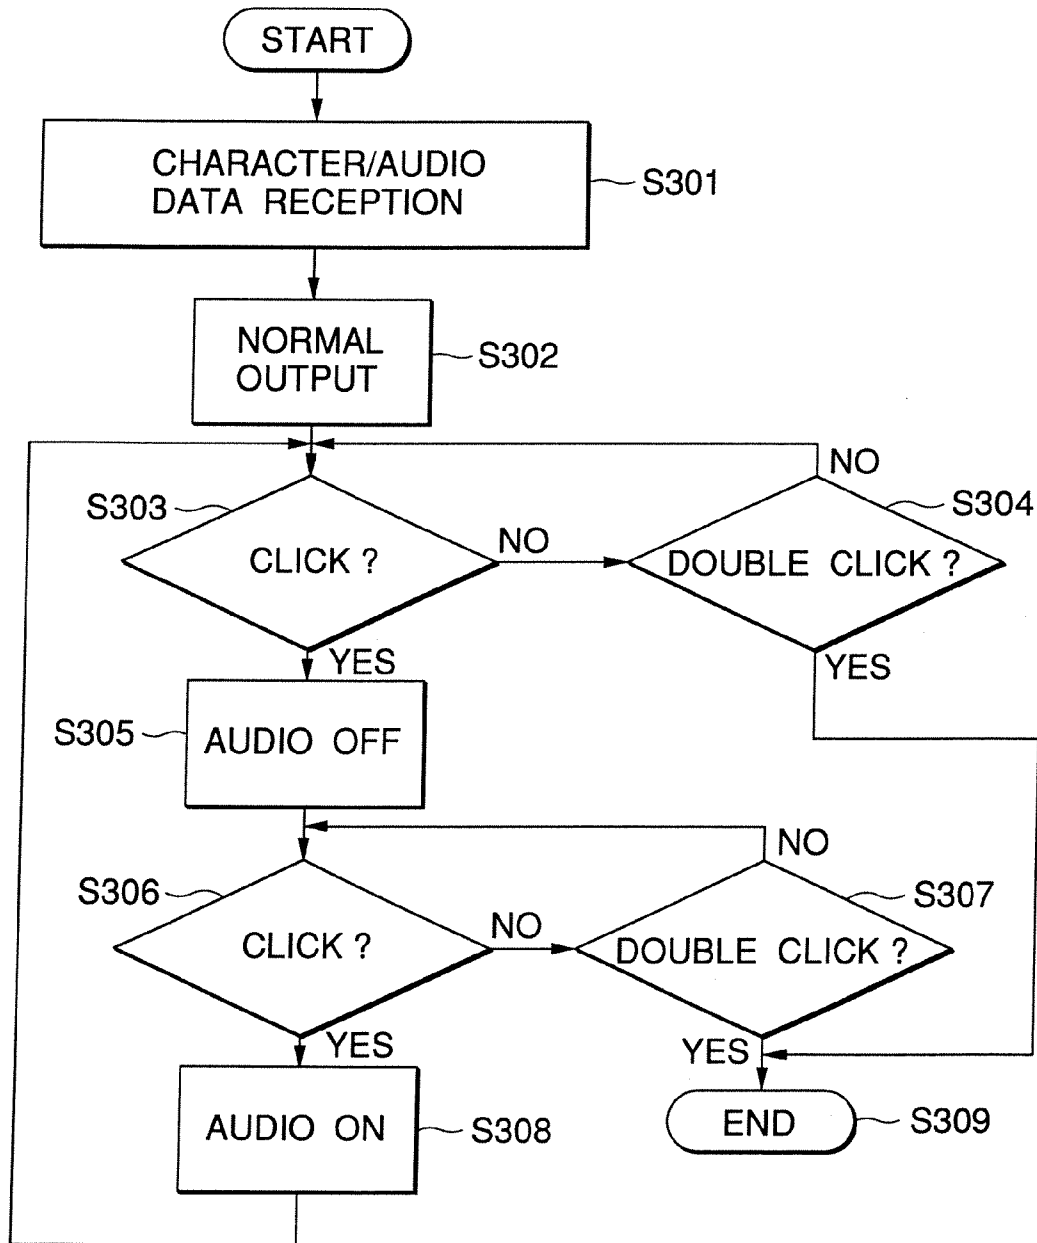 START
CHARACTER/AUDIO
DATA RECEPTION
S301
NORMAL
OUTPUT
S302
NO
S303
S304
CLICK ?
NO
DOUBLE CLICK ?
YES
YES
S305
AUDIO OFF
NO
S306
S307
CLICK ?
NO
DOUBLE CLICK ?
YES
YES
AUDIO ON
S308
END
S309